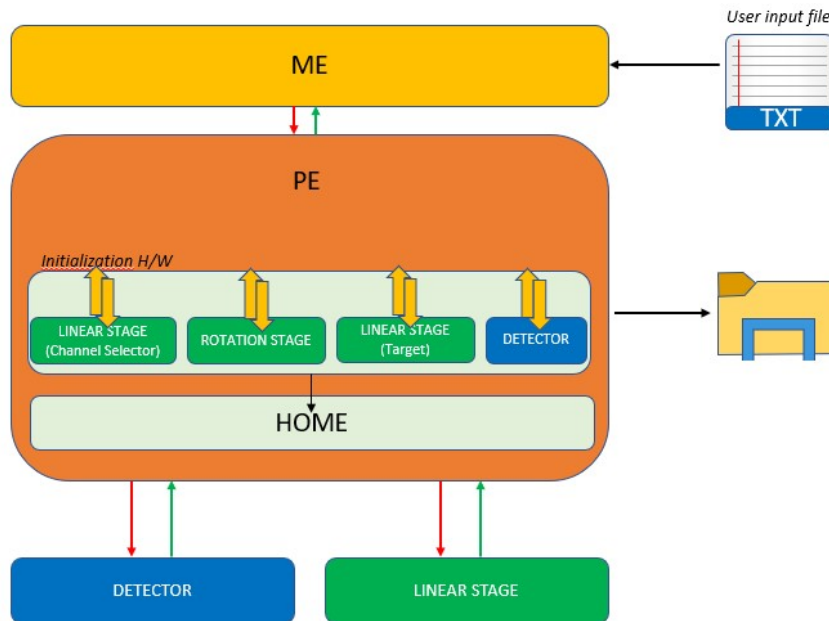 User input file
ME
TXT
PE
Initialization H/W
LINEAR STAGE
(Channel Selector)
ROTATION STAGE
LINEAR STAGE
(Target)
DETECTOR
HOME
DETECTOR
LINEAR STAGE